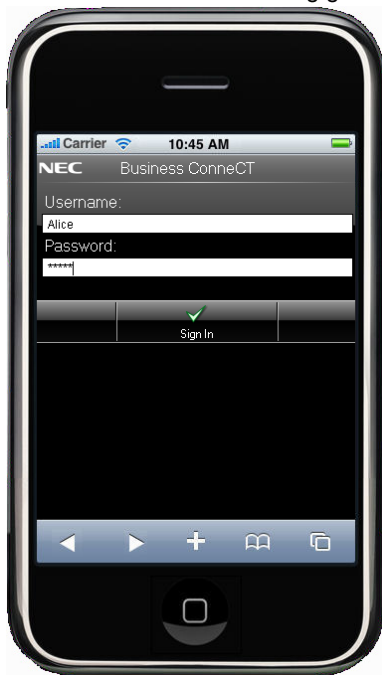 Carrier 10:45 AM
NEC Business ConneCT
Username:
Alice
Password:
*****
Sign In